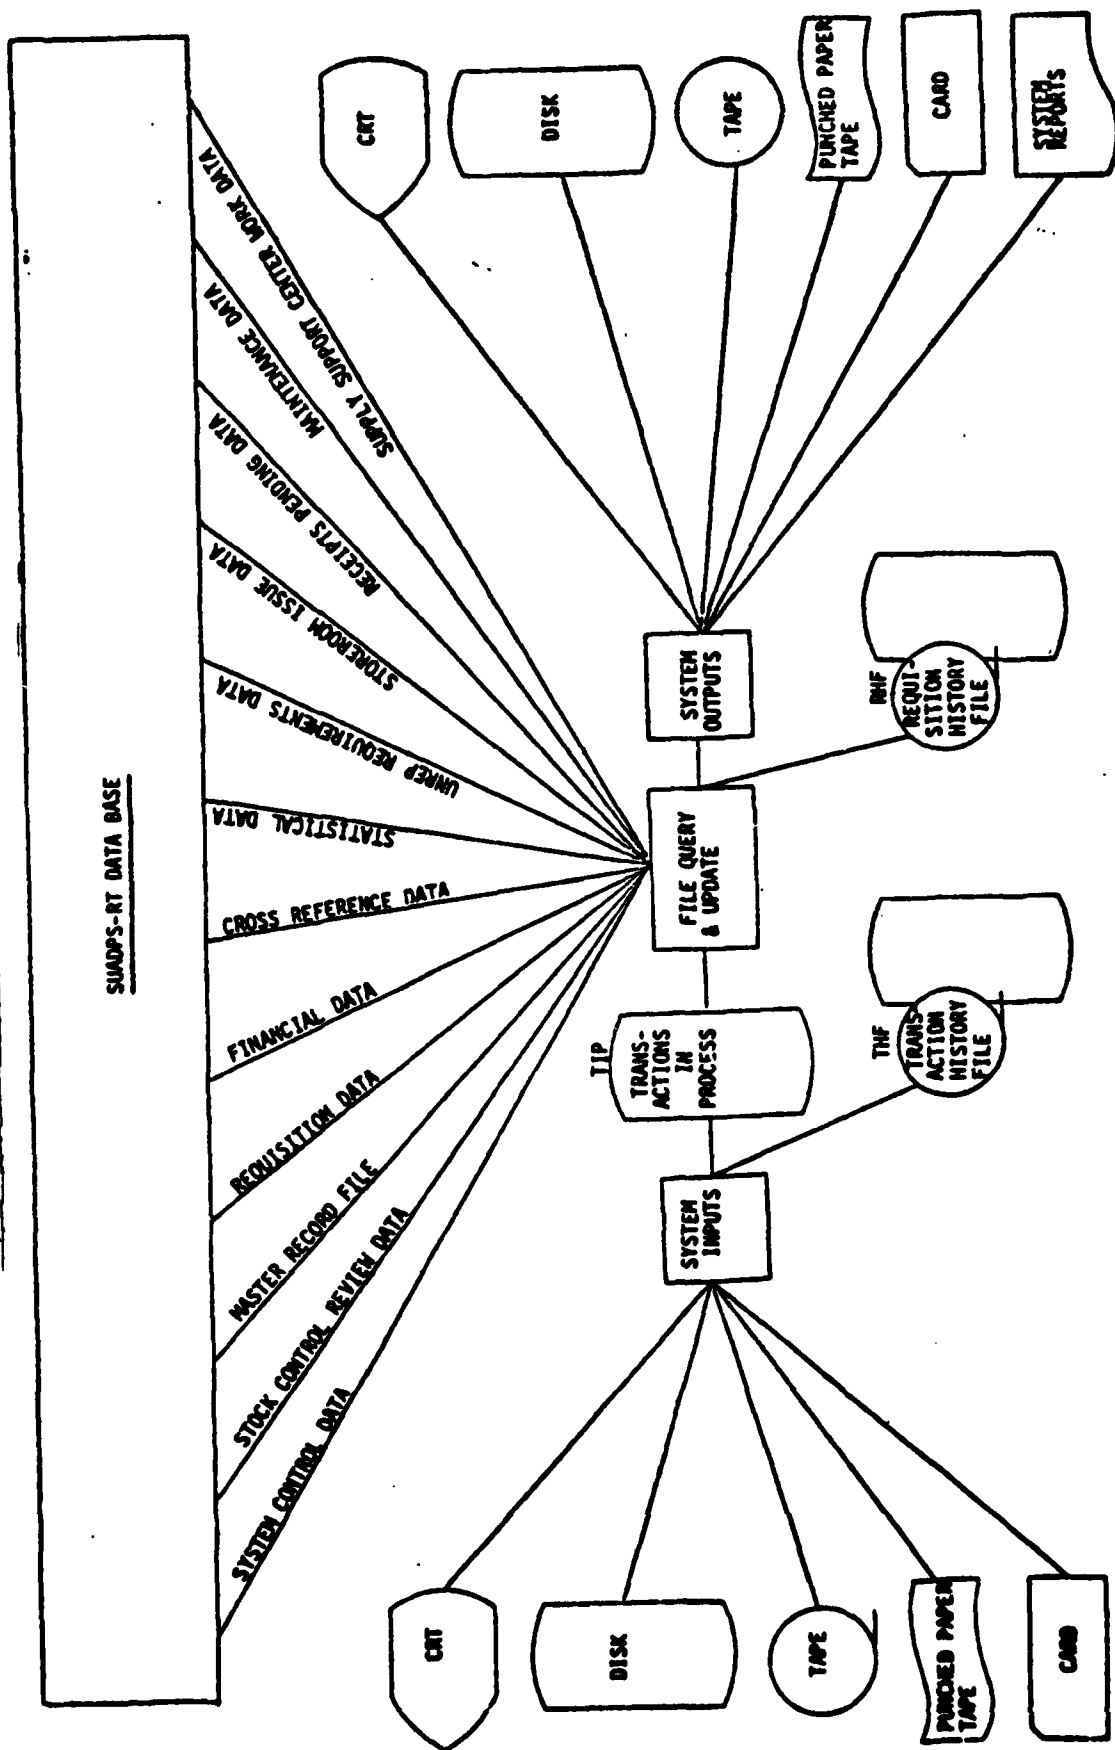 SUADPS-RT DATA BASE
SYSTEM CONTROL DATA
STOCK CONTROL REVIEW DATA
MASTER RECORD FILE
REQUISITION DATA
FINANCIAL DATA
CROSS REFERENCE DATA
STATISTICAL DATA
UNREP REQUIREMENTS DATA
STOREROOM ISSUE DATA
RECEIPTS PENDING DATA
MAINTENANCE DATA
SUPPLY SUPPORT CENTER WORK DATA
CRT
DISK
TAPE
PUNCHED PAPER
TAPE
CARD
SYSTEM
INPUTS
TIP
TRANS-
ACTIONS
IN
PROCESS
THF
TRANS-
ACTION
HISTORY
FILE
FILE QUERY
& UPDATE
RHF
REQUI-
SITION
HISTORY
FILE
SYSTEM
OUTPUTS
CRT
DISK
TAPE
PUNCHED PAPER
TAPE
CARD
SYSTEM
REPORTS